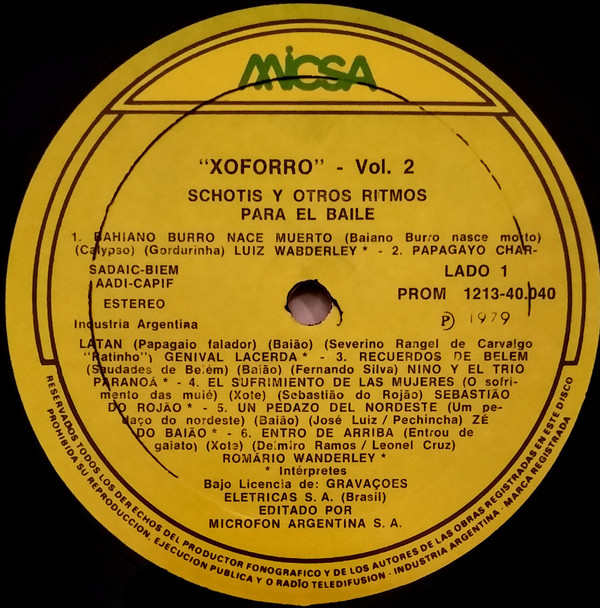 MICSA
"XOFORRO" - Vol. 2
SCHOTIS Y OTROS RITMOS
PARA EL BAILE
1. BAHIANO BURRO NACE MUERTO (Baiano Burro nasce morto)
(Calypso) (Gordurinha) LUIZ WABDERLEY * - 2. PAPAGAYO CHAR-
SADAIC-BIEM
AADI-CAPIF
ESTEREO
Industria Argentina
LADO 1
PROM 1213-40.040
P 1979
LATAN (Papagaio falador) (Baião) (Severino Rangel de Carvalgo
"Ratinho") GENIVAL LACERDA * - 3. RECUERDOS DE BELEM
(Saudades de Belém) (Baião) (Fernando Silva) NINO Y EL TRIO
PARANOÁ * - 4. EL SUFRIMIENTO DE LAS MUJERES (O sofri-
mento das muié) (Xote) (Sebastião do Rojão) SEBASTIÃO
DO ROJÃO * - 5. UN PEDAZO DEL NORDESTE (Um pe-
daço do nordeste) (Baião) (José Luiz / Pechincha) ZÉ
DO BAIÃO * - 6. ENTRO DE ARRIBA (Entrou de
gaiato) (Xote) (Delmiro Ramos / Leonel Cruz)
ROMÁRIO WANDERLEY *
* Intérpretes
Bajo Licencia de: GRAVAÇOES
ELETRICAS S.A. (Brasil)
EDITADO POR
MICROFON ARGENTINA S. A.
RESERVADOS TODOS LOS DERECHOS DEL PRODUCTOR FONOGRAFICO Y DE LOS AUTORES DE LAS OBRAS REGISTRADAS EN ESTE DISCO
PROHIBIDA SU REPRODUCCION, EJECUCION PUBLICA Y O RADIO TELEDIFUSION - INDUSTRIA ARGENTINA - MARCA REGISTRADA